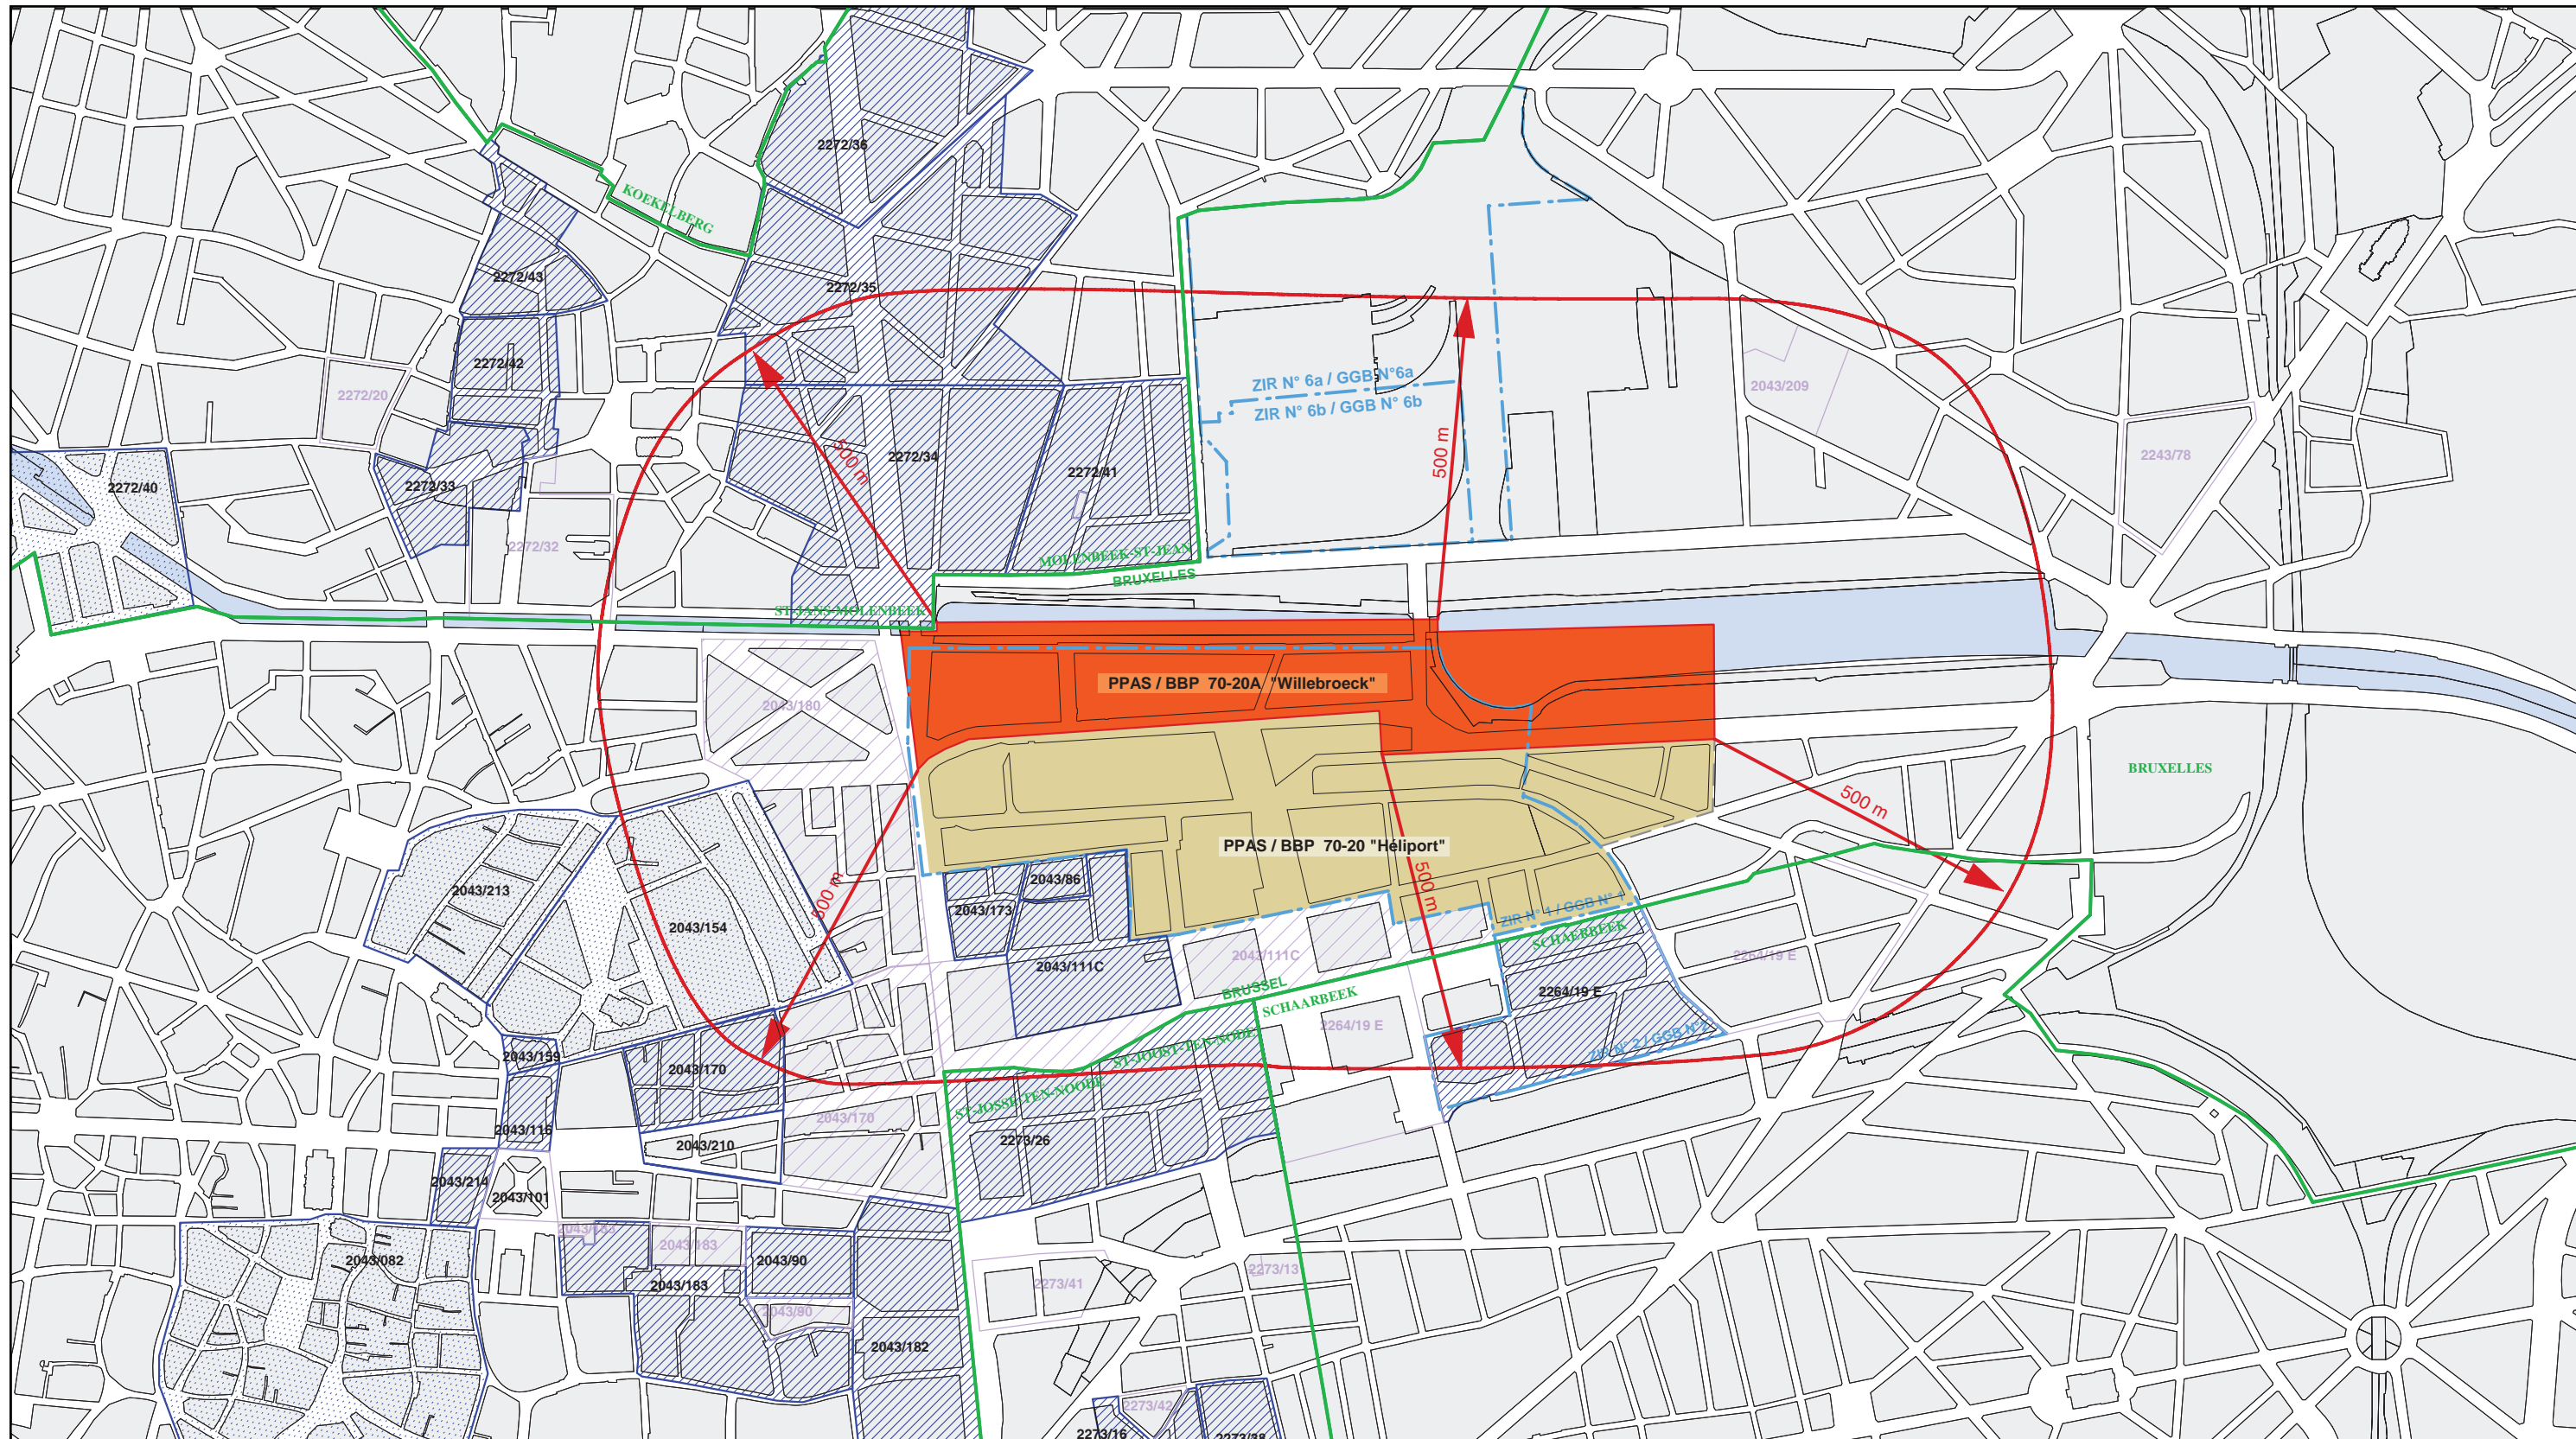 2272/36
KOEKELBERG
2272/43
2272/35
2272/42
ZIR N° 6a / GGB N°6a
ZIR N° 6b / GGB N° 6b
2043/209
2272/20
500 m
500 m
2272/34
2272/41
2243/78
2272/40
2272/33
2272/32
MOLENBEEK-ST-JEAN
BRUXELLES
ST-JANS-MOLENBEEK
PPAS / BBP 70-20A "Willebroeck"
2043/180
BRUXELLES
500 m
PPAS / BBP 70-20 "Héliport"
2043/213
2043/86
500 m
500 m
2043/173
2043/154
ZIR N° 1 / GGB N° 1
SCHAERBEEK
2043/111C
2043/111C
2264/19 E
BRUSSEL
SCHAARBEEK
2264/19 E
2264/19 E
ZIR N° 2 / GGB N°2
ST-JOOST-TEN-NODE
ST-JOSSE-TEN-NOODE
2043/159
2043/170
2043/170
2043/116
2043/210
2273/26
2043/214
2043/101
2043/183
2043/183
2043/082
2043/90
2273/13
2273/41
2043/183
2043/90
2043/182
2273/42
2273/16
2273/38